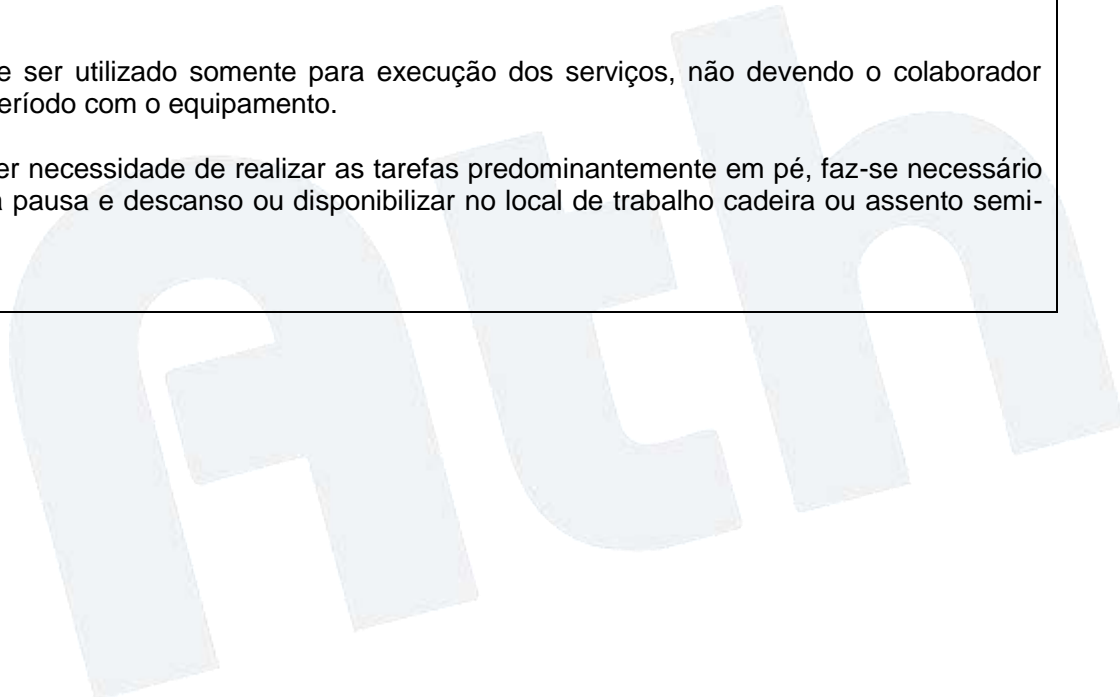 e ser utilizado somente para execução dos serviços, não devendo o colaborador
eríodo com o equipamento.
er necessidade de realizar as tarefas predominantemente em pé, faz-se necessário
a pausa e descanso ou disponibilizar no local de trabalho cadeira ou assento semi-
Ath